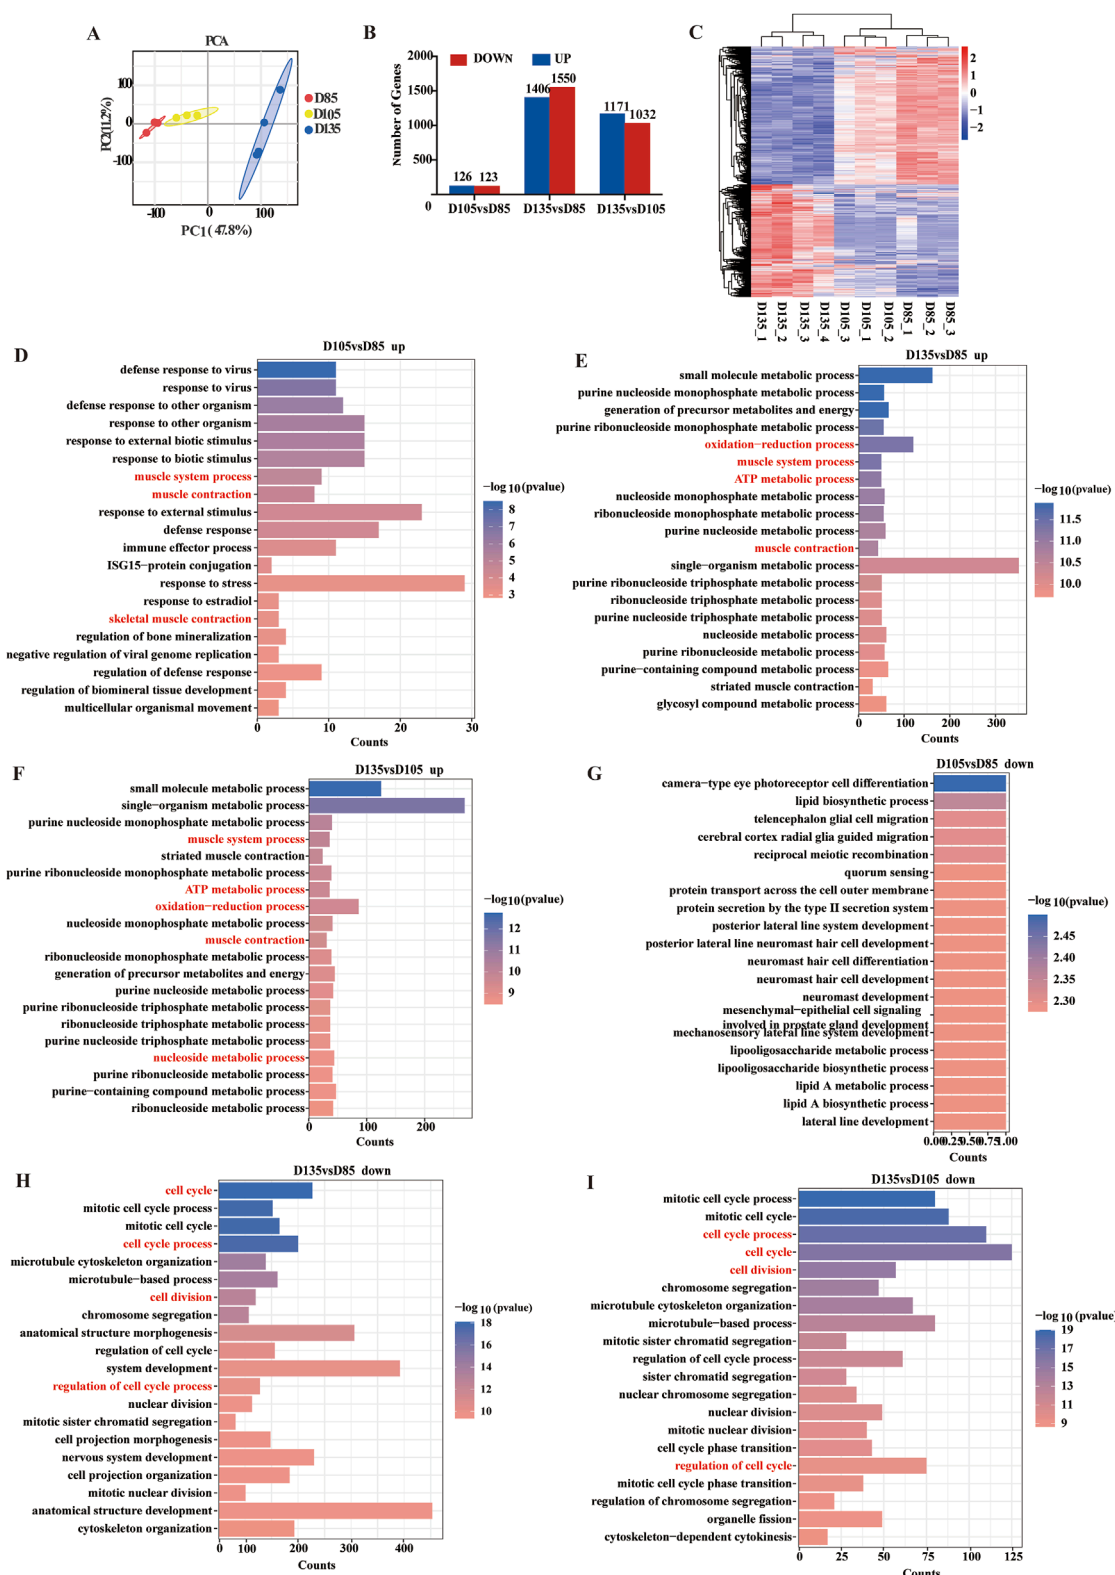 A
PCA
PC2(11.2%)
100
0
-100
-100
0
100
PC1 ( 47.8%)
D85
D105
D135
B
DOWN
UP
Number of Genes
2000
1500
1000
500
0
126
123
1406
1550
1171
1032
D105vsD85
D135vsD85
D135vsD105
C
2
1
0
−1
−2
D135_1
D135_2
D135_3
D135_4
D105_3
D105_1
D105_2
D85_1
D85_2
D85_3
D
D105vsD85 up
defense response to virus
response to virus
defense response to other organism
response to other organism
response to external biotic stimulus
response to biotic stimulus
muscle system process
muscle contraction
response to external stimulus
defense response
immune effector process
ISG15−protein conjugation
response to stress
response to estradiol
skeletal muscle contraction
regulation of bone mineralization
negative regulation of viral genome replication
regulation of defense response
regulation of biomineral tissue development
multicellular organismal movement
0
10
20
30
Counts
−log10(pvalue)
8
7
6
5
4
3
E
D135vsD85 up
small molecule metabolic process
purine nucleoside monophosphate metabolic process
generation of precursor metabolites and energy
purine ribonucleoside monophosphate metabolic process
oxidation−reduction process
muscle system process
ATP metabolic process
nucleoside monophosphate metabolic process
ribonucleoside monophosphate metabolic process
purine nucleoside metabolic process
muscle contraction
single−organism metabolic process
purine ribonucleoside triphosphate metabolic process
ribonucleoside triphosphate metabolic process
purine nucleoside triphosphate metabolic process
nucleoside metabolic process
purine ribonucleoside metabolic process
purine−containing compound metabolic process
striated muscle contraction
glycosyl compound metabolic process
0
100
200
300
Counts
−log10(pvalue)
11.5
11.0
10.5
10.0
F
D135vsD105 up
small molecule metabolic process
single−organism metabolic process
purine nucleoside monophosphate metabolic process
muscle system process
striated muscle contraction
purine ribonucleoside monophosphate metabolic process
ATP metabolic process
oxidation−reduction process
nucleoside monophosphate metabolic process
muscle contraction
ribonucleoside monophosphate metabolic process
generation of precursor metabolites and energy
purine nucleoside metabolic process
purine ribonucleoside triphosphate metabolic process
ribonucleoside triphosphate metabolic process
purine nucleoside triphosphate metabolic process
nucleoside metabolic process
purine ribonucleoside metabolic process
purine−containing compound metabolic process
ribonucleoside metabolic process
0
100
200
Counts
−log10(pvalue)
12
11
10
9
G
D105vsD85 down
camera−type eye photoreceptor cell differentiation
lipid biosynthetic process
telencephalon glial cell migration
cerebral cortex radial glia guided migration
reciprocal meiotic recombination
quorum sensing
protein transport across the cell outer membrane
protein secretion by the type II secretion system
posterior lateral line system development
posterior lateral line neuromast hair cell development
neuromast hair cell differentiation
neuromast hair cell development
neuromast development
mesenchymal−epithelial cell signaling
involved in prostate gland development
mechanosensory lateral line system development
lipooligosaccharide metabolic process
lipooligosaccharide biosynthetic process
lipid A metabolic process
lipid A biosynthetic process
lateral line development
0.00
0.25
0.50
0.75
1.00
Counts
−log10(pvalue)
2.45
2.40
2.35
2.30
H
D135vsD85 down
cell cycle
mitotic cell cycle process
mitotic cell cycle
cell cycle process
microtubule cytoskeleton organization
microtubule−based process
cell division
chromosome segregation
anatomical structure morphogenesis
regulation of cell cycle
system development
regulation of cell cycle process
nuclear division
mitotic sister chromatid segregation
cell projection morphogenesis
nervous system development
cell projection organization
mitotic nuclear division
anatomical structure development
cytoskeleton organization
0
100
200
300
400
Counts
−log10(pvalue)
18
16
14
12
10
I
D135vsD105 down
mitotic cell cycle process
mitotic cell cycle
cell cycle process
cell cycle
cell division
chromosome segregation
microtubule cytoskeleton organization
microtubule−based process
mitotic sister chromatid segregation
regulation of cell cycle process
sister chromatid segregation
nuclear chromosome segregation
nuclear division
mitotic nuclear division
cell cycle phase transition
regulation of cell cycle
mitotic cell cycle phase transition
regulation of chromosome segregation
organelle fission
cytoskeleton−dependent cytokinesis
0
25
50
75
100
125
Counts
−log10(pvalue)
19
17
15
13
11
9